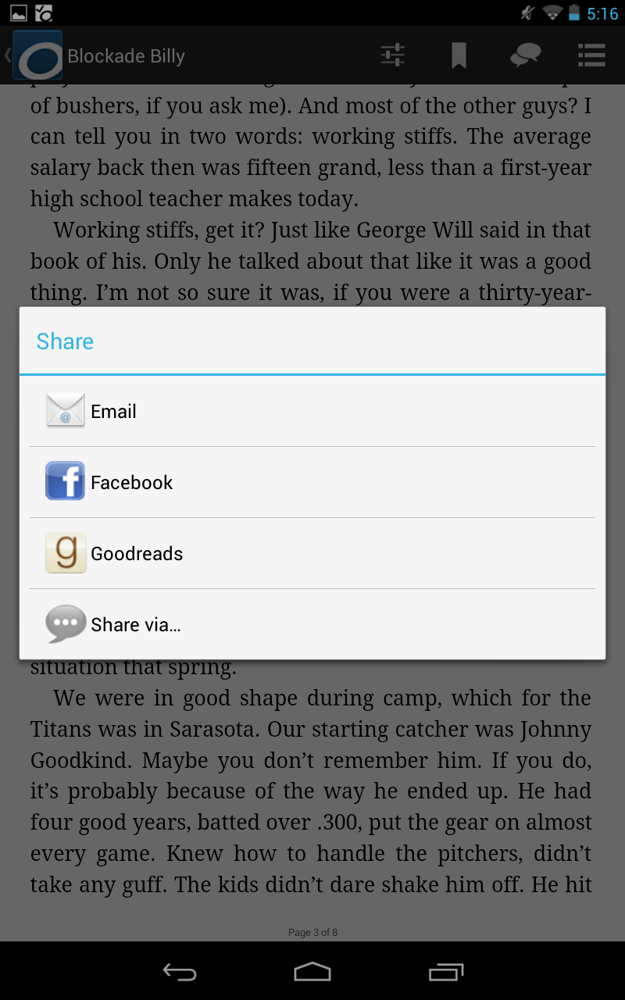 5:16
Blockade Billy
of bushers, if you ask me). And most of the other guys? I
can tell you in two words: working stiffs. The average
salary back then was fifteen grand, less than a first-year
high school teacher makes today.
Working stiffs, get it? Just like George Will said in that
book of his. Only he talked about that like it was a good
thing. I’m not so sure it was, if you were a thirty-year-
Share
Email
Facebook
Goodreads
Share via...
situation that spring.
We were in good shape during camp, which for the
Titans was in Sarasota. Our starting catcher was Johnny
Goodkind. Maybe you don’t remember him. If you do,
it’s probably because of the way he ended up. He had
four good years, batted over .300, put the gear on almost
every game. Knew how to handle the pitchers, didn’t
take any guff. The kids didn’t dare shake him off. He hit
Page 3 of 8